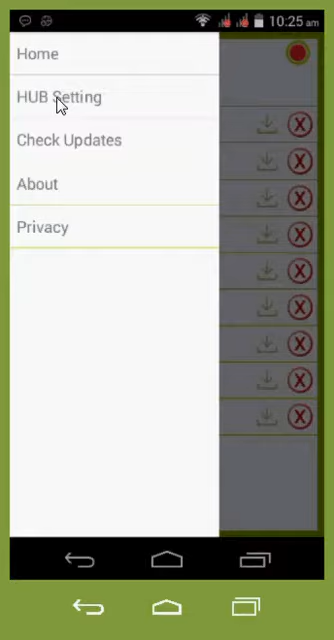 10:25 am
Home
HUB Setting
Check Updates
About
Privacy
X
X
X
X
X
X
X
X
X